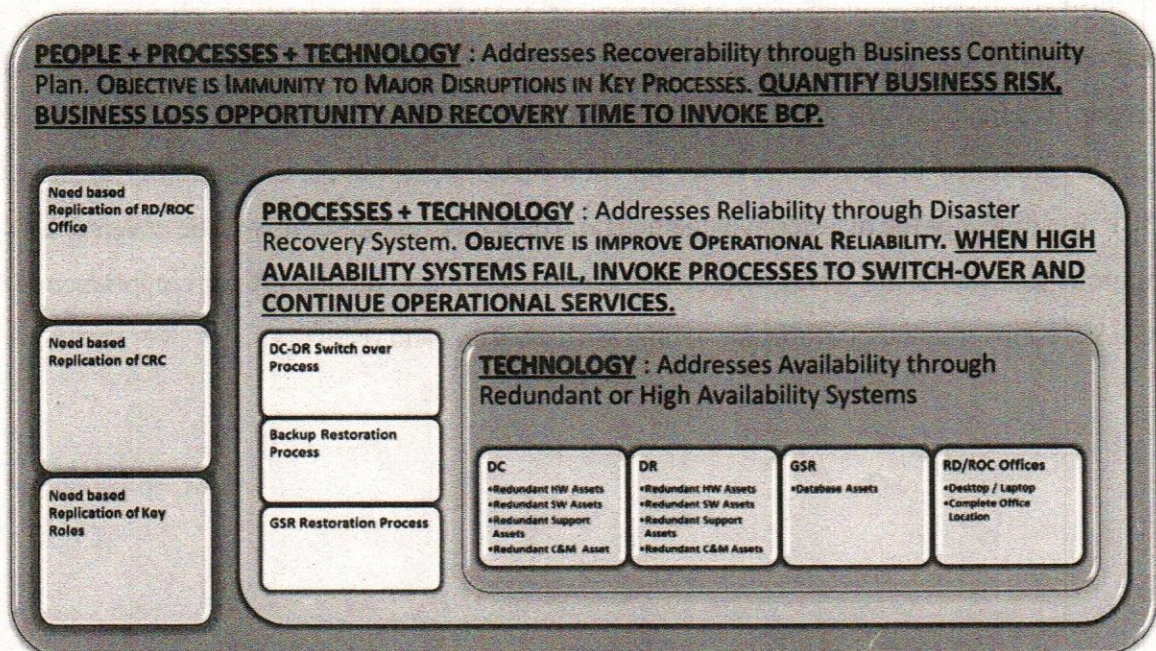 PEOPLE + PROCESSES + TECHNOLOGY : Addresses Recoverability through Business Continuity
Plan. OBJECTIVE IS IMMUNITY TO MAJOR DISRUPTIONS IN KEY PROCESSES. QUANTIFY BUSINESS RISK,
BUSINESS LOSS OPPORTUNITY AND RECOVERY TIME TO INVOKE BCP.
Need based
Replication of RD/ROC
Office
Need based
Replication of CRC
Need based
Replication of Key
Roles
PROCESSES + TECHNOLOGY : Addresses Reliability through Disaster
Recovery System. OBJECTIVE IS IMPROVE OPERATIONAL RELIABILITY. WHEN HIGH
AVAILABILITY SYSTEMS FAIL, INVOKE PROCESSES TO SWITCH-OVER AND
CONTINUE OPERATIONAL SERVICES.
DC-DR Switch over
Process
Backup Restoration
Process
GSR Restoration Process
TECHNOLOGY : Addresses Availability through
Redundant or High Availability Systems
DC
•Redundant HW Assets
•Redundant SW Assets
•Redundant Support
Assets
•Redundant C&M Asset
DR
•Redundant HW Assets
•Redundant SW Assets
•Redundant Support
Assets
•Redundant C&M Assets
GSR
•Database Assets
RD/ROC Offices
•Desktop / Laptop
•Complete Office
Location